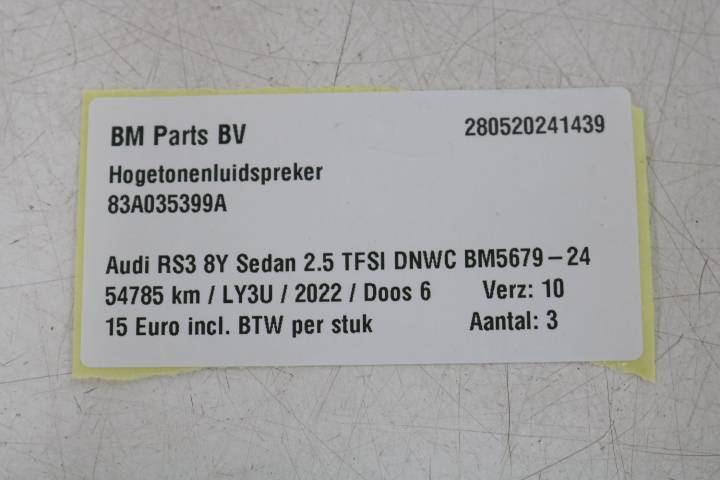 BM Parts BV 280520241439
Hogetonenluidspreker
83A035399A
Audi RS3 8Y Sedan 2.5 TFSI DNWC BM5679-24
54785 km / LY3U / 2022 / Doos 6 Verz: 10
15 Euro incl. BTW per stuk Aantal: 3